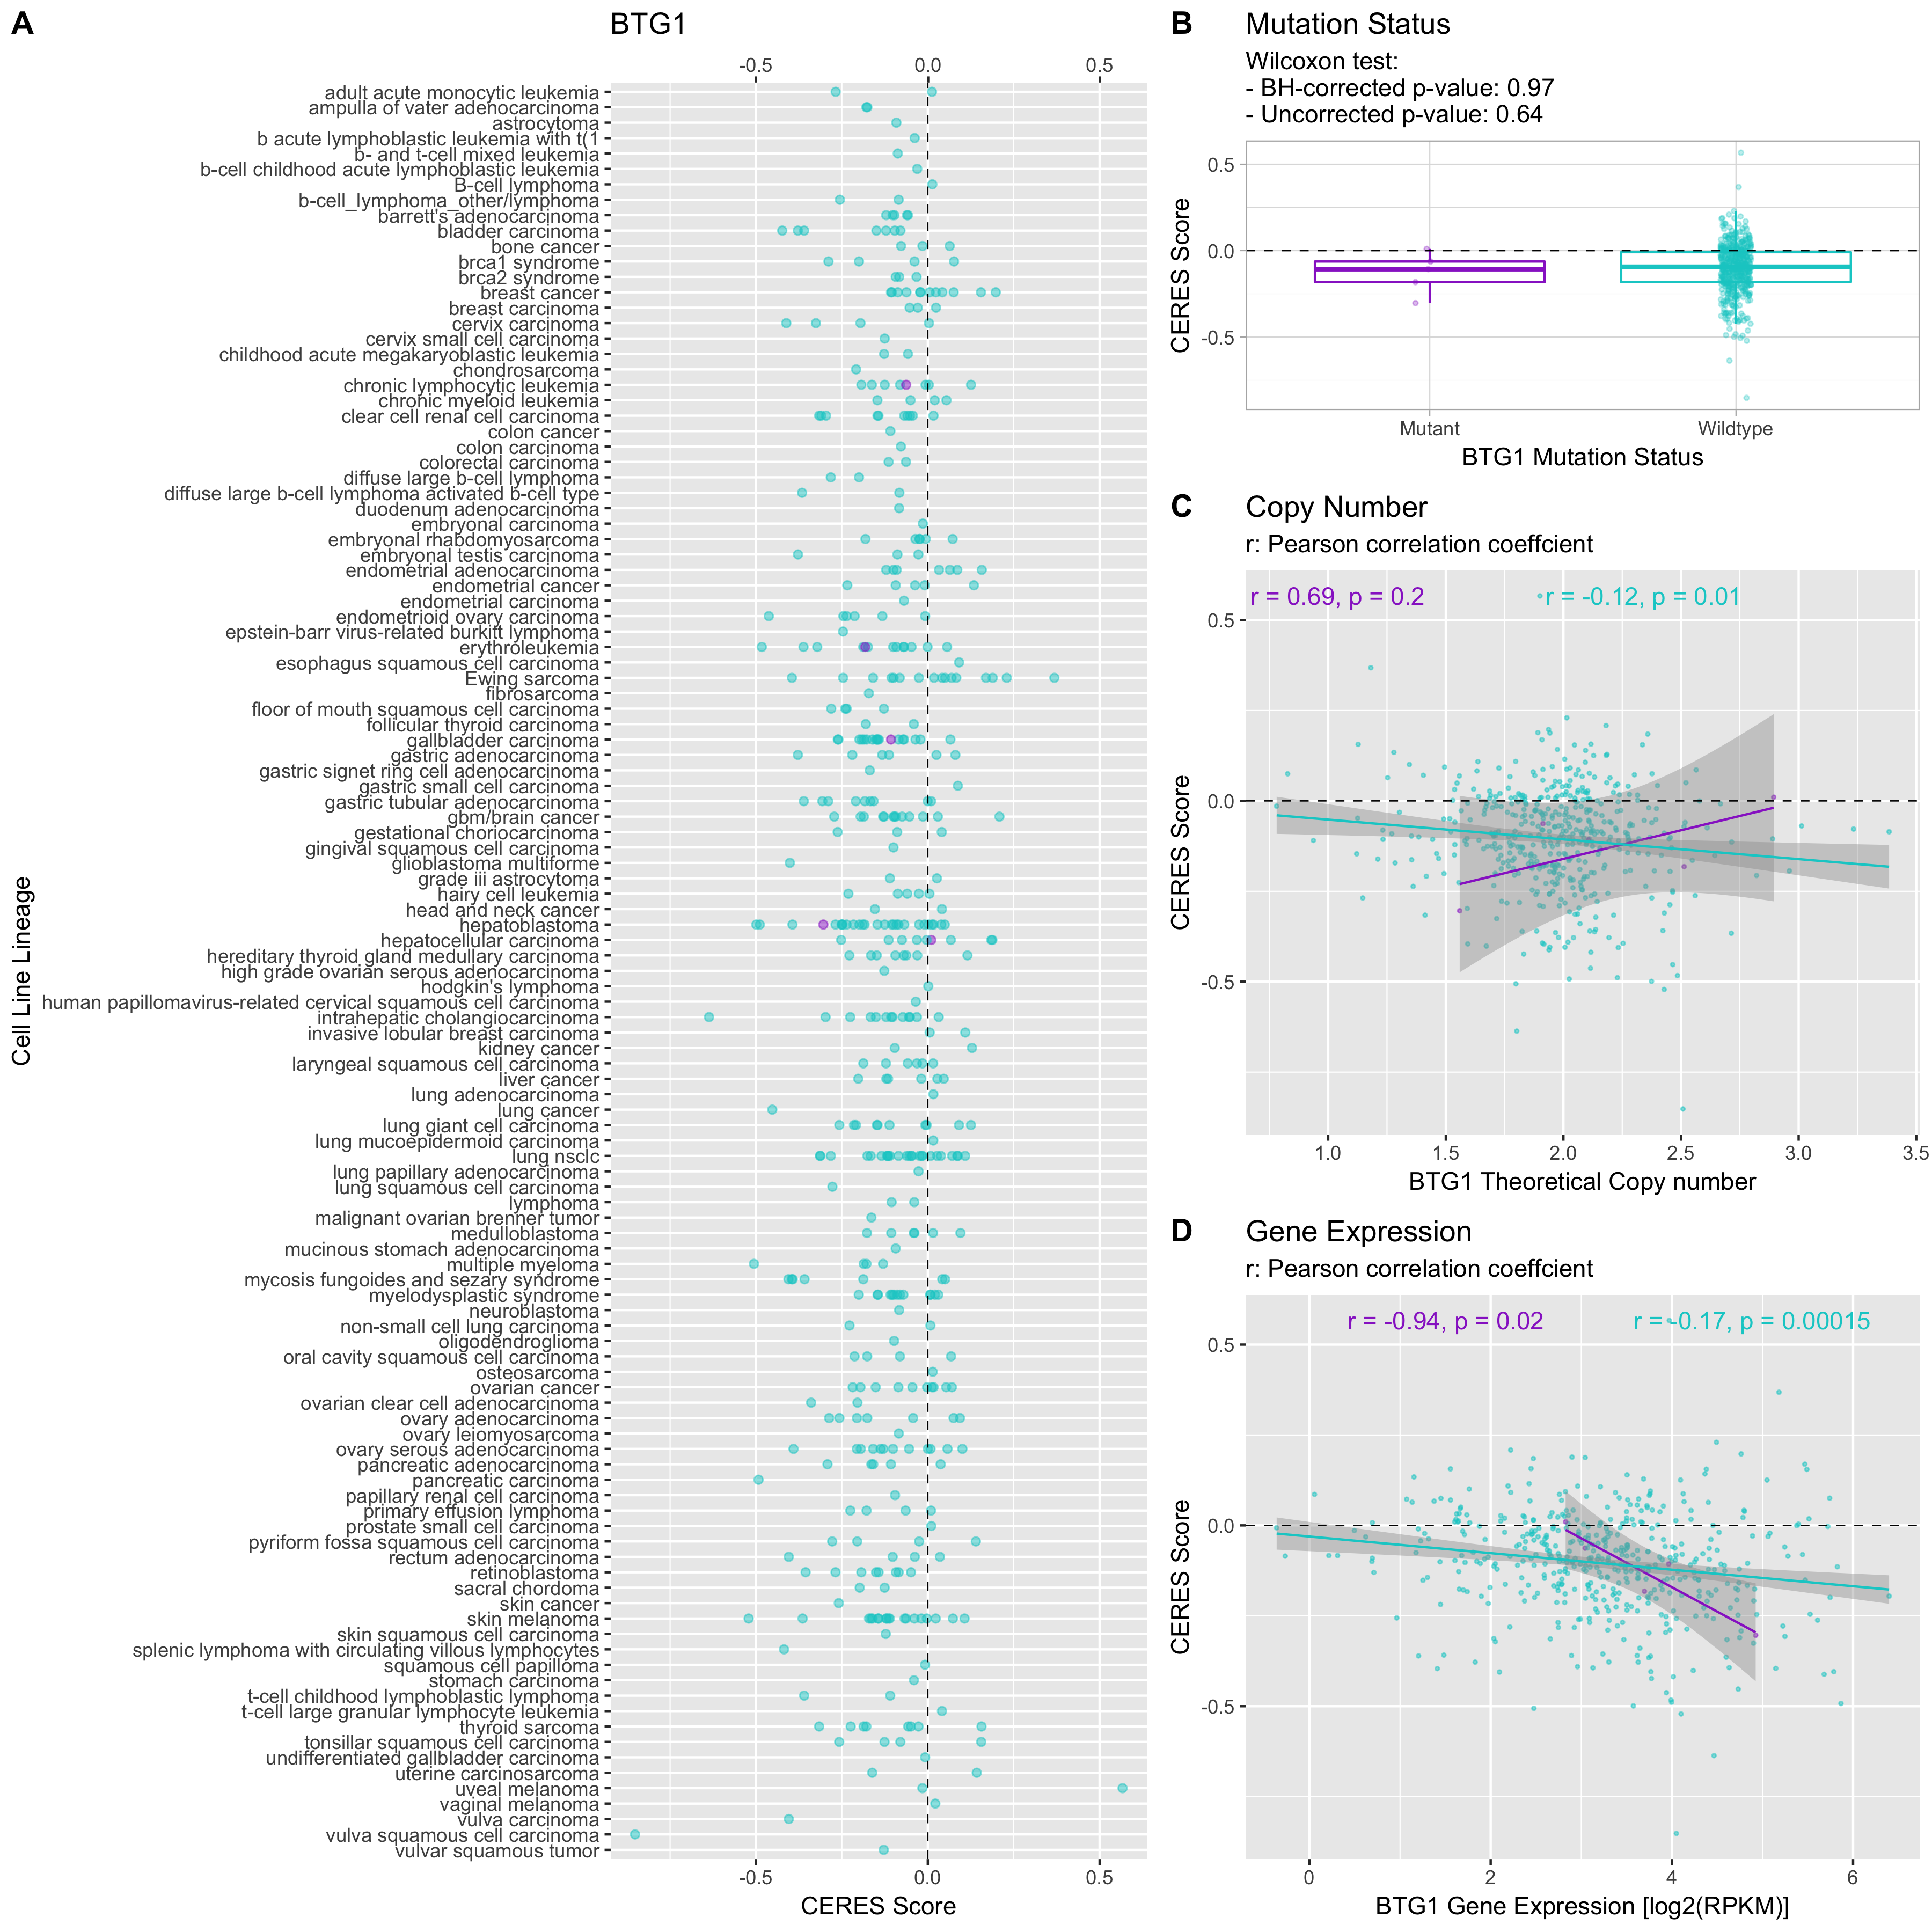 A
BTG1
-0.5 0.0 0.5
Cell Line Lineage
adult acute monocytic leukemia
ampulla of vater adenocarcinoma
astrocytoma
b acute lymphoblastic leukemia with t(1
b- and t-cell mixed leukemia
b-cell childhood acute lymphoblastic leukemia
B-cell lymphoma
b-cell_lymphoma_other/lymphoma
barrett's adenocarcinoma
bladder carcinoma
bone cancer
brca1 syndrome
brca2 syndrome
breast cancer
breast carcinoma
cervix carcinoma
cervix small cell carcinoma
childhood acute megakaryoblastic leukemia
chondrosarcoma
chronic lymphocytic leukemia
chronic myeloid leukemia
clear cell renal cell carcinoma
colon cancer
colon carcinoma
colorectal carcinoma
diffuse large b-cell lymphoma
diffuse large b-cell lymphoma activated b-cell type
duodenum adenocarcinoma
embryonal carcinoma
embryonal rhabdomyosarcoma
embryonal testis carcinoma
endometrial adenocarcinoma
endometrial cancer
endometrial carcinoma
endometrioid ovary carcinoma
epstein-barr virus-related burkitt lymphoma
erythroleukemia
esophagus squamous cell carcinoma
Ewing sarcoma
fibrosarcoma
floor of mouth squamous cell carcinoma
follicular thyroid carcinoma
gallbladder carcinoma
gastric adenocarcinoma
gastric signet ring cell adenocarcinoma
gastric small cell carcinoma
gastric tubular adenocarcinoma
gbm/brain cancer
gestational choriocarcinoma
gingival squamous cell carcinoma
glioblastoma multiforme
grade iii astrocytoma
hairy cell leukemia
head and neck cancer
hepatoblastoma
hepatocellular carcinoma
hereditary thyroid gland medullary carcinoma
high grade ovarian serous adenocarcinoma
hodgkin's lymphoma
human papillomavirus-related cervical squamous cell carcinoma
intrahepatic cholangiocarcinoma
invasive lobular breast carcinoma
kidney cancer
laryngeal squamous cell carcinoma
liver cancer
lung adenocarcinoma
lung cancer
lung giant cell carcinoma
lung mucoepidermoid carcinoma
lung nsclc
lung papillary adenocarcinoma
lung squamous cell carcinoma
lymphoma
malignant ovarian brenner tumor
medulloblastoma
mucinous stomach adenocarcinoma
multiple myeloma
mycosis fungoides and sezary syndrome
myelodysplastic syndrome
neuroblastoma
non-small cell lung carcinoma
oligodendroglioma
oral cavity squamous cell carcinoma
osteosarcoma
ovarian cancer
ovarian clear cell adenocarcinoma
ovary adenocarcinoma
ovary leiomyosarcoma
ovary serous adenocarcinoma
pancreatic adenocarcinoma
pancreatic carcinoma
papillary renal cell carcinoma
primary effusion lymphoma
prostate small cell carcinoma
pyriform fossa squamous cell carcinoma
rectum adenocarcinoma
retinoblastoma
sacral chordoma
skin cancer
skin melanoma
skin squamous cell carcinoma
splenic lymphoma with circulating villous lymphocytes
squamous cell papilloma
stomach carcinoma
t-cell childhood lymphoblastic lymphoma
t-cell large granular lymphocyte leukemia
thyroid sarcoma
tonsillar squamous cell carcinoma
undifferentiated gallbladder carcinoma
uterine carcinosarcoma
uveal melanoma
vaginal melanoma
vulva carcinoma
vulva squamous cell carcinoma
vulvar squamous tumor
-0.5 0.0 0.5
CERES Score
B
Mutation Status
Wilcoxon test:
- BH-corrected p-value: 0.97
- Uncorrected p-value: 0.64
CERES Score
0.5
0.0
-0.5
Mutant Wildtype
BTG1 Mutation Status
C
Copy Number
r: Pearson correlation coeffcient
r = 0.69, p = 0.2 r = -0.12, p = 0.01
CERES Score
0.5
0.0
-0.5
1.0 1.5 2.0 2.5 3.0 3.5
BTG1 Theoretical Copy number
D
Gene Expression
r: Pearson correlation coeffcient
r = -0.94, p = 0.02 r = -0.17, p = 0.00015
CERES Score
0.5
0.0
-0.5
0 2 4 6
BTG1 Gene Expression [log2(RPKM)]